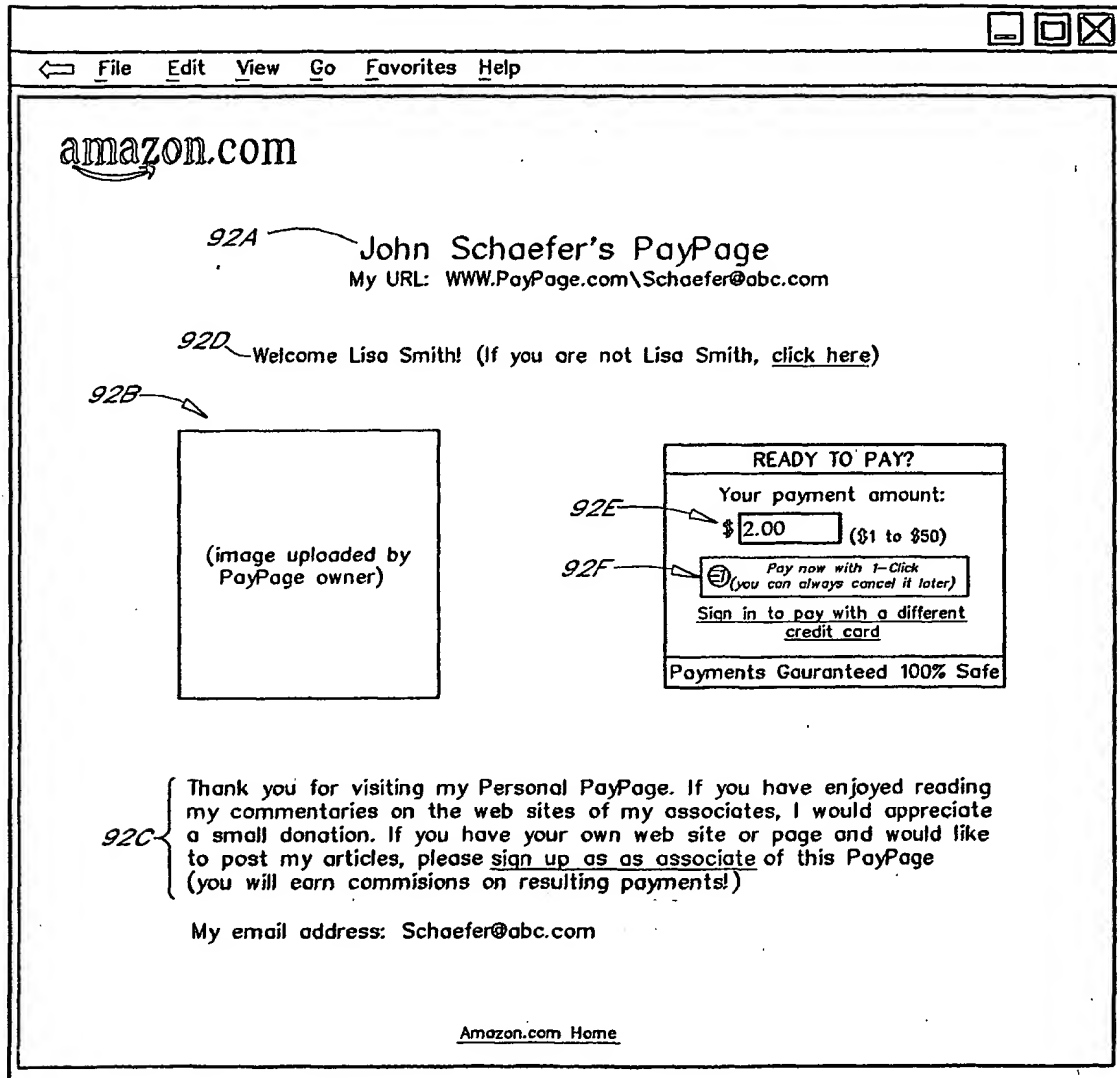 File Edit View Go Favorites Help
amazon.com
92A
John Schaefer's PayPage
My URL: WWW.PayPage.com\Schaefer@abc.com
92D
Welcome Lisa Smith! (If you are not Lisa Smith, click here)
92B
(image uploaded by
PayPage owner)
READY TO PAY?
Your payment amount:
92E
$ 2.00 ($1 to $50)
92F
Pay now with 1-Click
(you can always cancel it later)
Sign in to pay with a different
credit card
Payments Gauranteed 100% Safe
92C
Thank you for visiting my Personal PayPage. If you have enjoyed reading
my commentaries on the web sites of my associates, I would appreciate
a small donation. If you have your own web site or page and would like
to post my articles, please sign up as as associate of this PayPage
(you will earn commisions on resulting payments!)
My email address: Schaefer@abc.com
Amazon.com Home